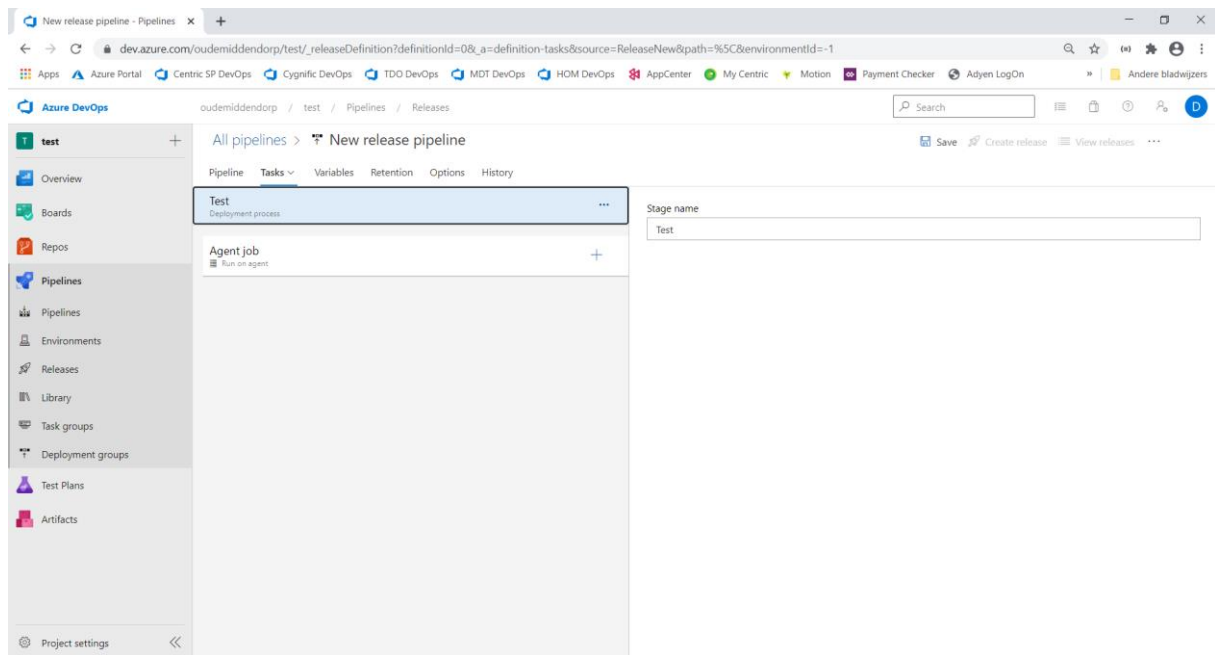 New release pipeline - Pipelines
dev.azure.com/oudemiddendorp/test/_releaseDefinition?definitionId=0&_a=definition-tasks&source=ReleaseNew&path=%5C&environmentId=-1
Apps Azure Portal Centric SP DevOps Cygnific DevOps TDO DevOps MDT DevOps HOM DevOps AppCenter My Centric Motion Payment Checker Adyen LogOn » Andere bladwijzers
Azure DevOps oudemiddendorp / test / Pipelines / Releases Search D
T test All pipelines > New release pipeline Save Create release View releases ...
Pipeline Tasks Variables Retention Options History
Overview
Boards
Repos
Pipelines
Pipelines
Environments
Releases
Library
Task groups
Deployment groups
Test Plans
Artifacts
Project settings
Test
Deployment process
Agent job
Run on agent
Stage name
Test